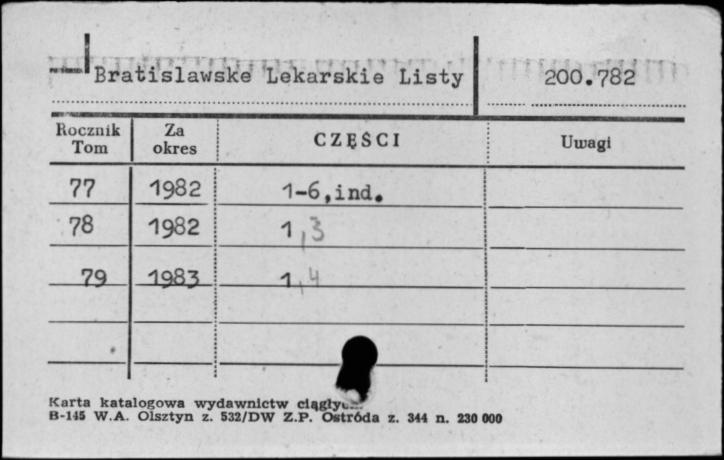 Bratislawske Lekarskie Listy 200.782
Rocznik Tom Za okres CZĘŚCI Uwagi
77 1982 1-6,ind.
78 1982 1,3
79 1983 1,4
Karta katalogowa wydawnictw
B-145 W.A. Olsztyn z. 532/DW Z.P. Ostróda z. 344 n. 230 000